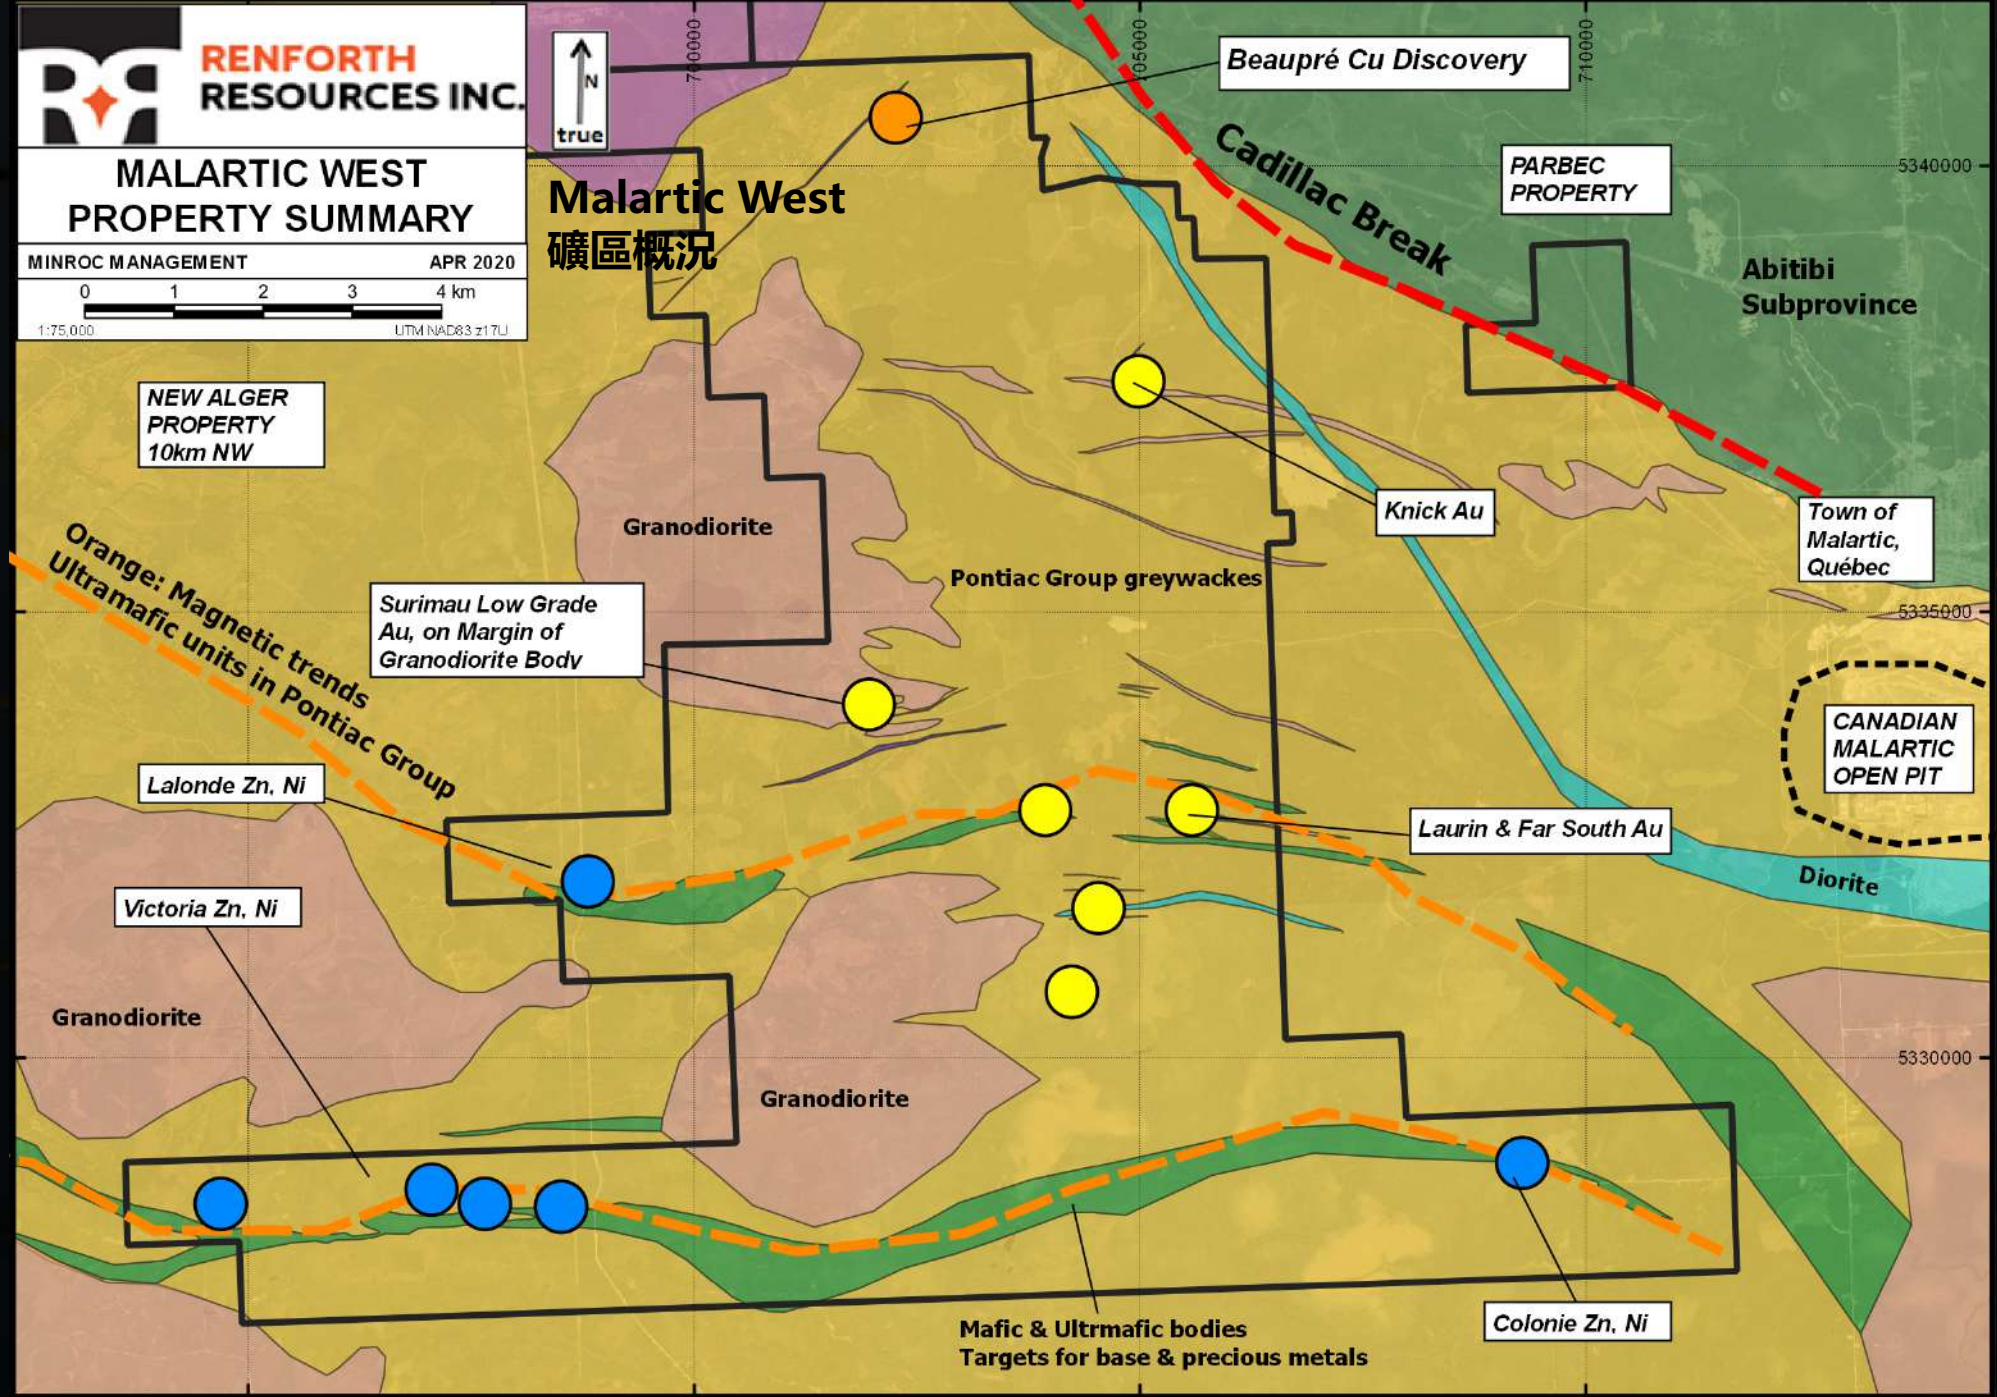 RENFORTH
RESOURCES INC.
MALARTIC WEST
PROPERTY SUMMARY
MINROC MANAGEMENT APR 2020
0 1 2 3 4 km
1:75,000 UTM NAD83 z17U
N
true
Malartic West
礦區概況
700000
705000
710000
Beaupré Cu Discovery
Cadillac Break
PARBEC
PROPERTY
5340000
Abitibi
Subprovince
NEW ALGER
PROPERTY
10km NW
Granodiorite
Knick Au
Town of
Malartic,
Québec
Pontiac Group greywackes
Orange: Magnetic trends
Ultramafic units in Pontiac Group
Surimau Low Grade
Au, on Margin of
Granodiorite Body
5335000
CANADIAN
MALARTIC
OPEN PIT
Lalonde Zn, Ni
Laurin & Far South Au
Diorite
Victoria Zn, Ni
Granodiorite
5330000
Granodiorite
Mafic & Ultrmafic bodies
Targets for base & precious metals
Colonie Zn, Ni